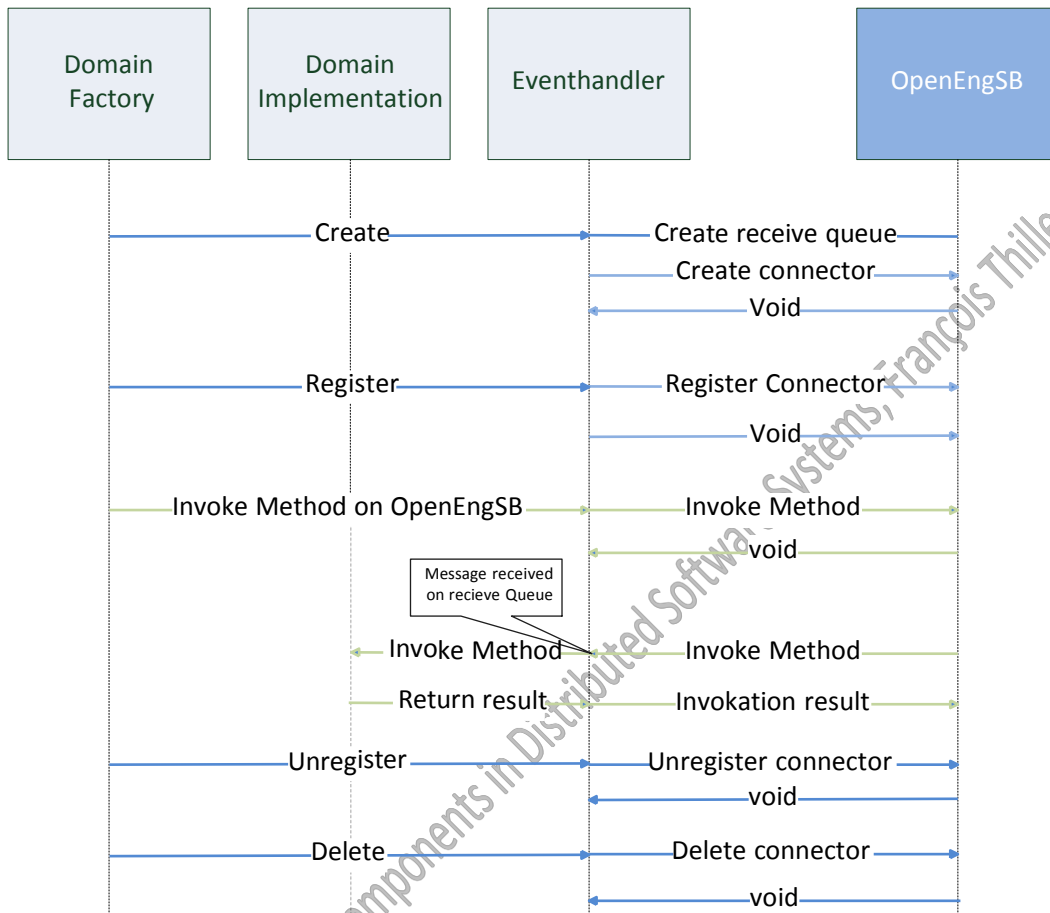 Domain
Factory
Domain
Implementation
Eventhandler
OpenEngSB
Create
Create receive queue
Create connector
Void
Register
Register Connector
Void
Invoke Method on OpenEngSB
Invoke Method
void
Message received
on recieve Queue
Invoke Method
Invoke Method
Return result
Invokation result
Unregister
Unregister connector
void
Delete
Delete connector
void
omponents in Distributed Software Systems, François Thille